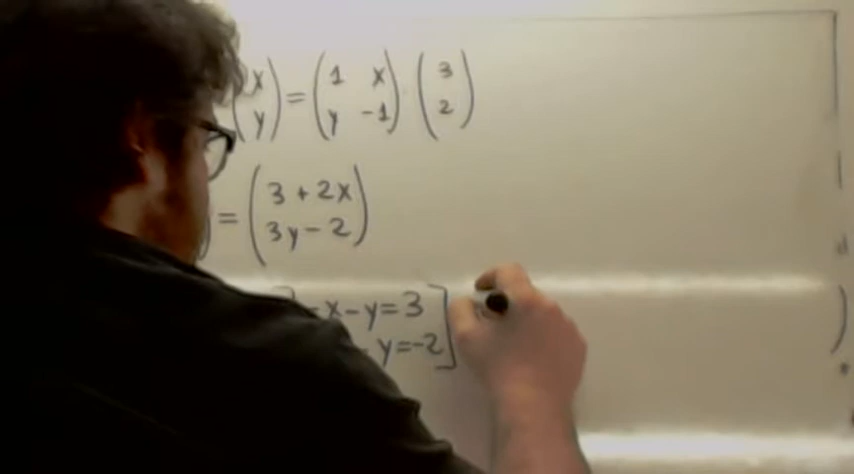 (x y) = (1 x y -1) · (3 2)
= (3 + 2x 3y - 2)
- x - y = 3
- y = -2 ]